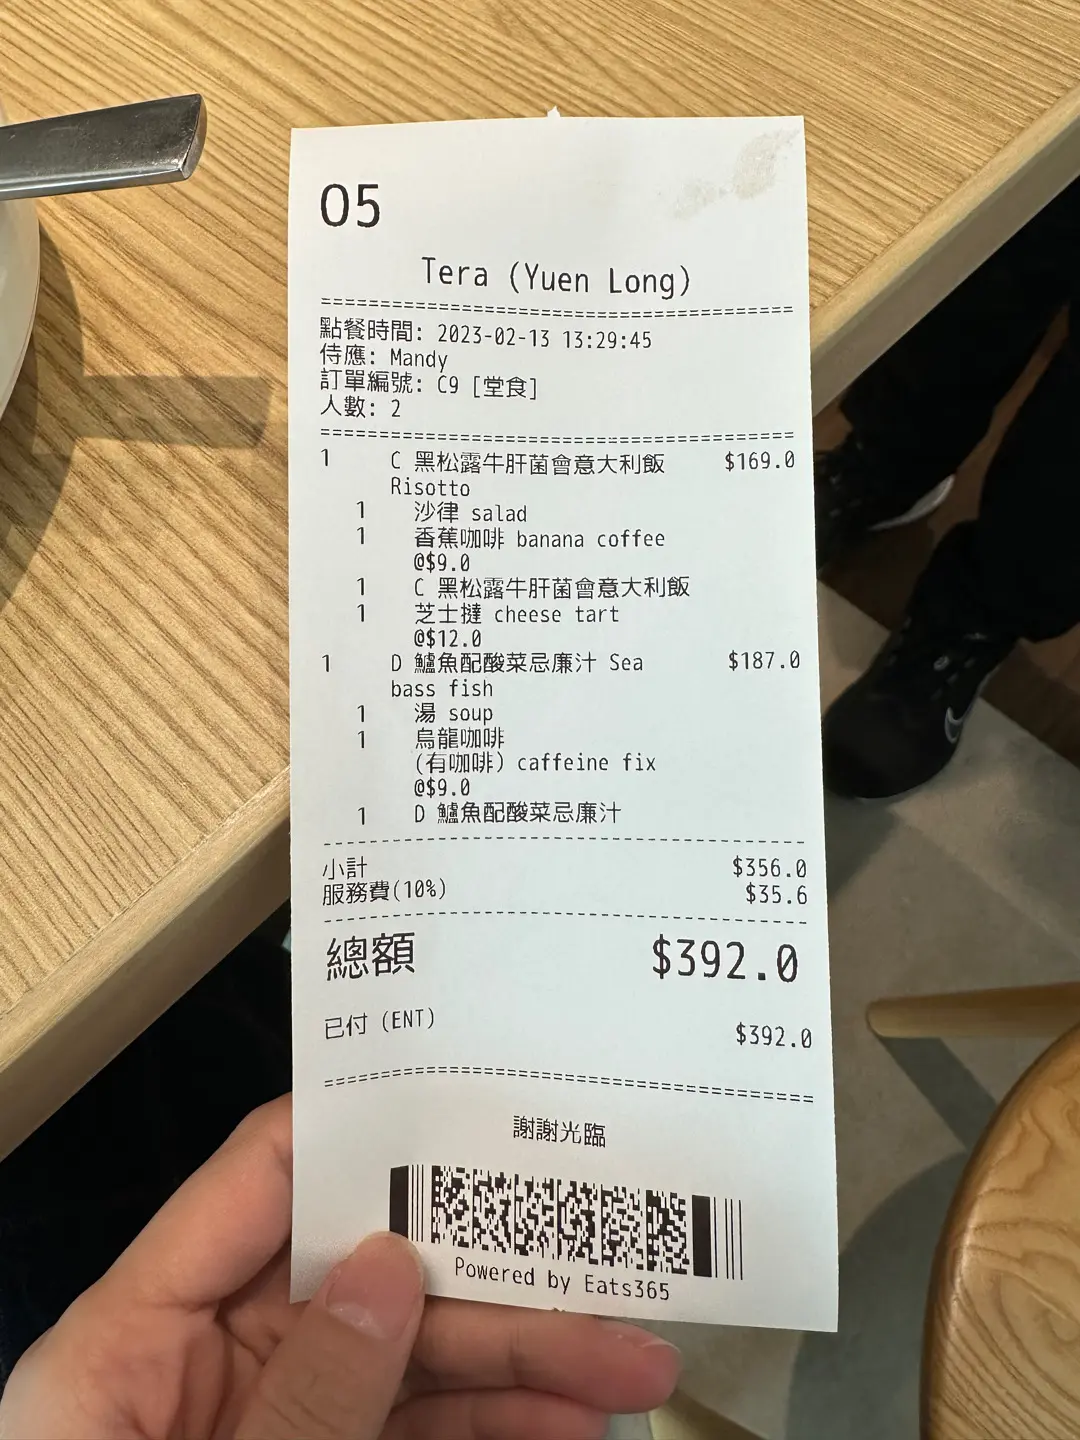 05
Tera (Yuen Long)
點餐時間: 2023-02-13 13:29:45
侍應: Mandy
訂單編號: C9 [堂食]
人數: 2
1 C 黑松露牛肝菌會意大利飯 $169.0
Risotto
1 沙律 salad
1 香蕉咖啡 banana coffee
@$9.0
1 C 黑松露牛肝菌會意大利飯
1 芝士撻 cheese tart
@$12.0
1 D 鱸魚配酸菜忌廉汁 Sea $187.0
bass fish
1 湯 soup
1 烏龍咖啡
(有咖啡) caffeine fix
@$9.0
1 D 鱸魚配酸菜忌廉汁
小計 $356.0
服務費(10%) $35.6
總額 $392.0
已付 (ENT) $392.0
謝謝光臨
Powered by Eats365